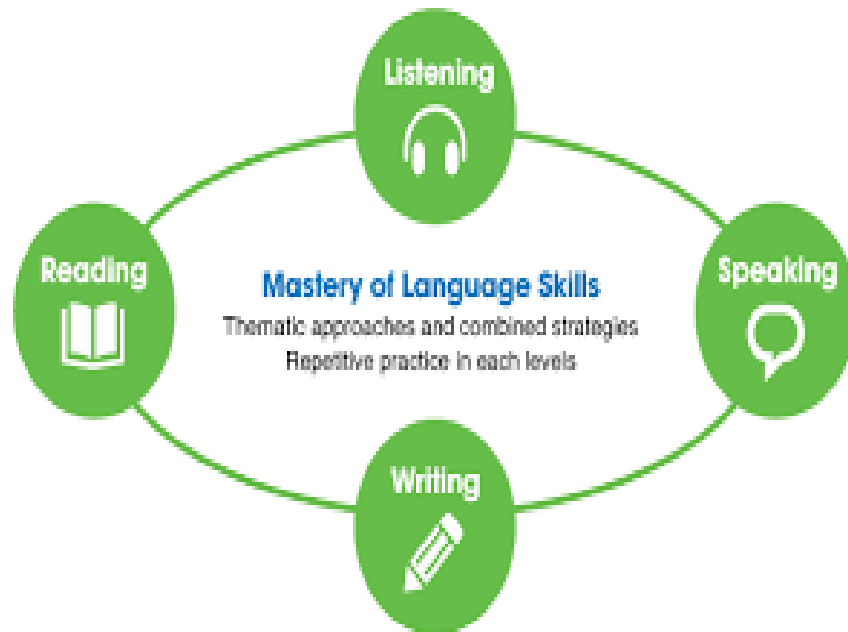 Listening
Reading
Speaking
Mastery of Language Skills
Thematic approaches and combined strategies
Repetitive practice in each levels
Writing